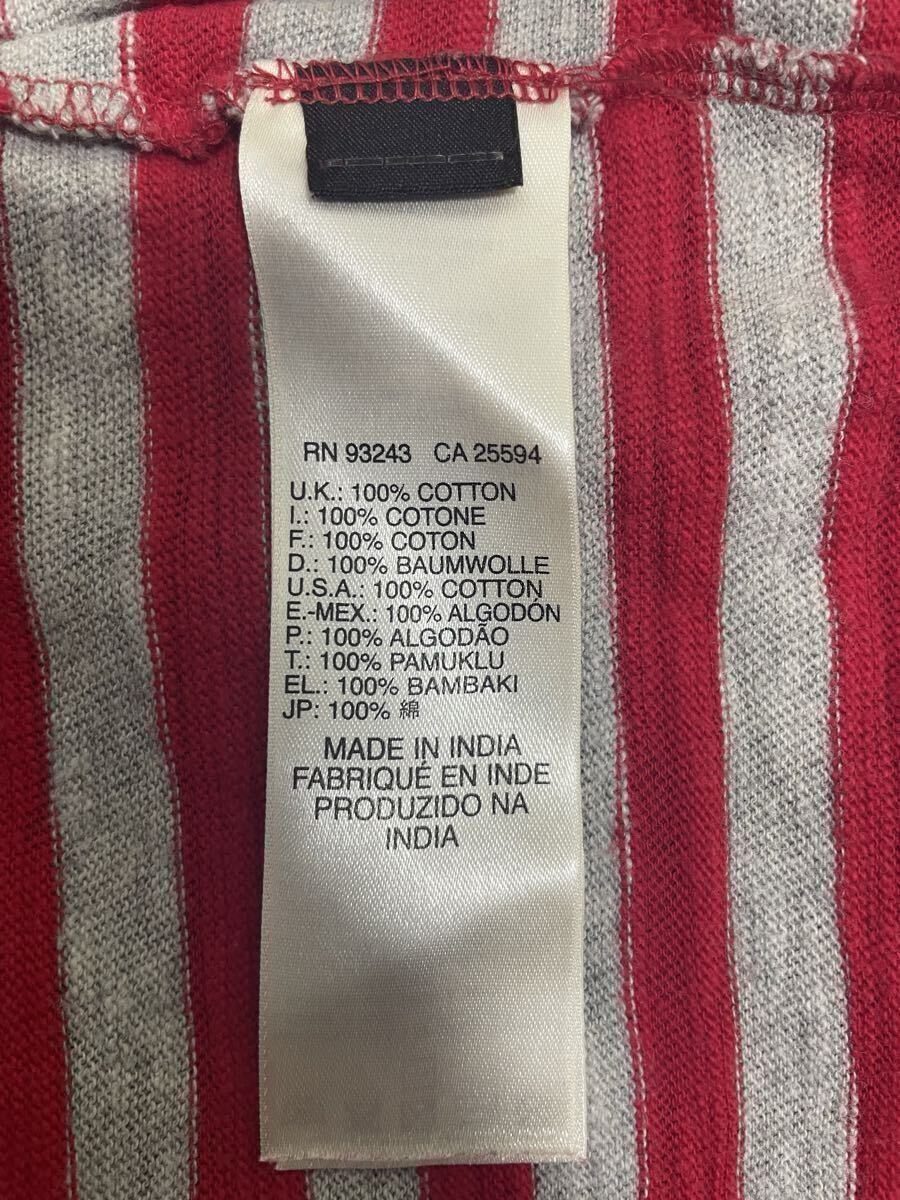 RN 93243 CA 25594
U.K.: 100% COTTON
I.: 100% COTONE
F.: 100% COTON
D.: 100% BAUMWOLLE
U.S.A.: 100% COTTON
E.-MEX.: 100% ALGODÓN
P.: 100% ALGODÃO
T.: 100% PAMUKLU
EL.: 100% BAMBAKI
JP: 100% 綿
MADE IN INDIA
FABRIQUÉ EN INDE
PRODUZIDO NA
INDIA